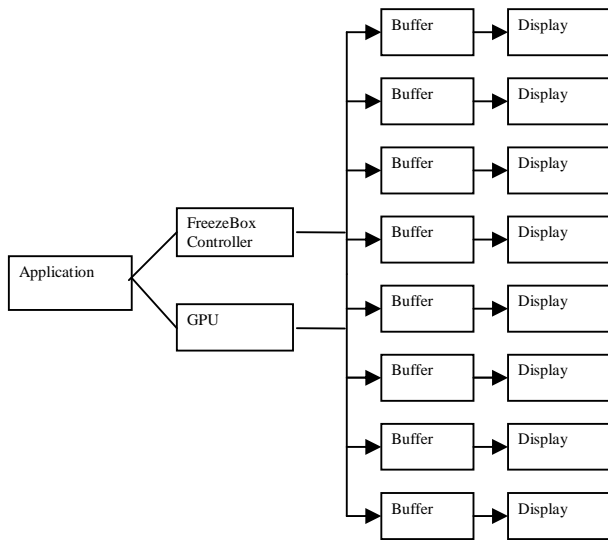 Buffer Display
Buffer Display
Buffer Display
FreezeBox
Controller
Buffer Display
Application
GPU
Buffer Display
Buffer Display
Buffer Display
Buffer Display